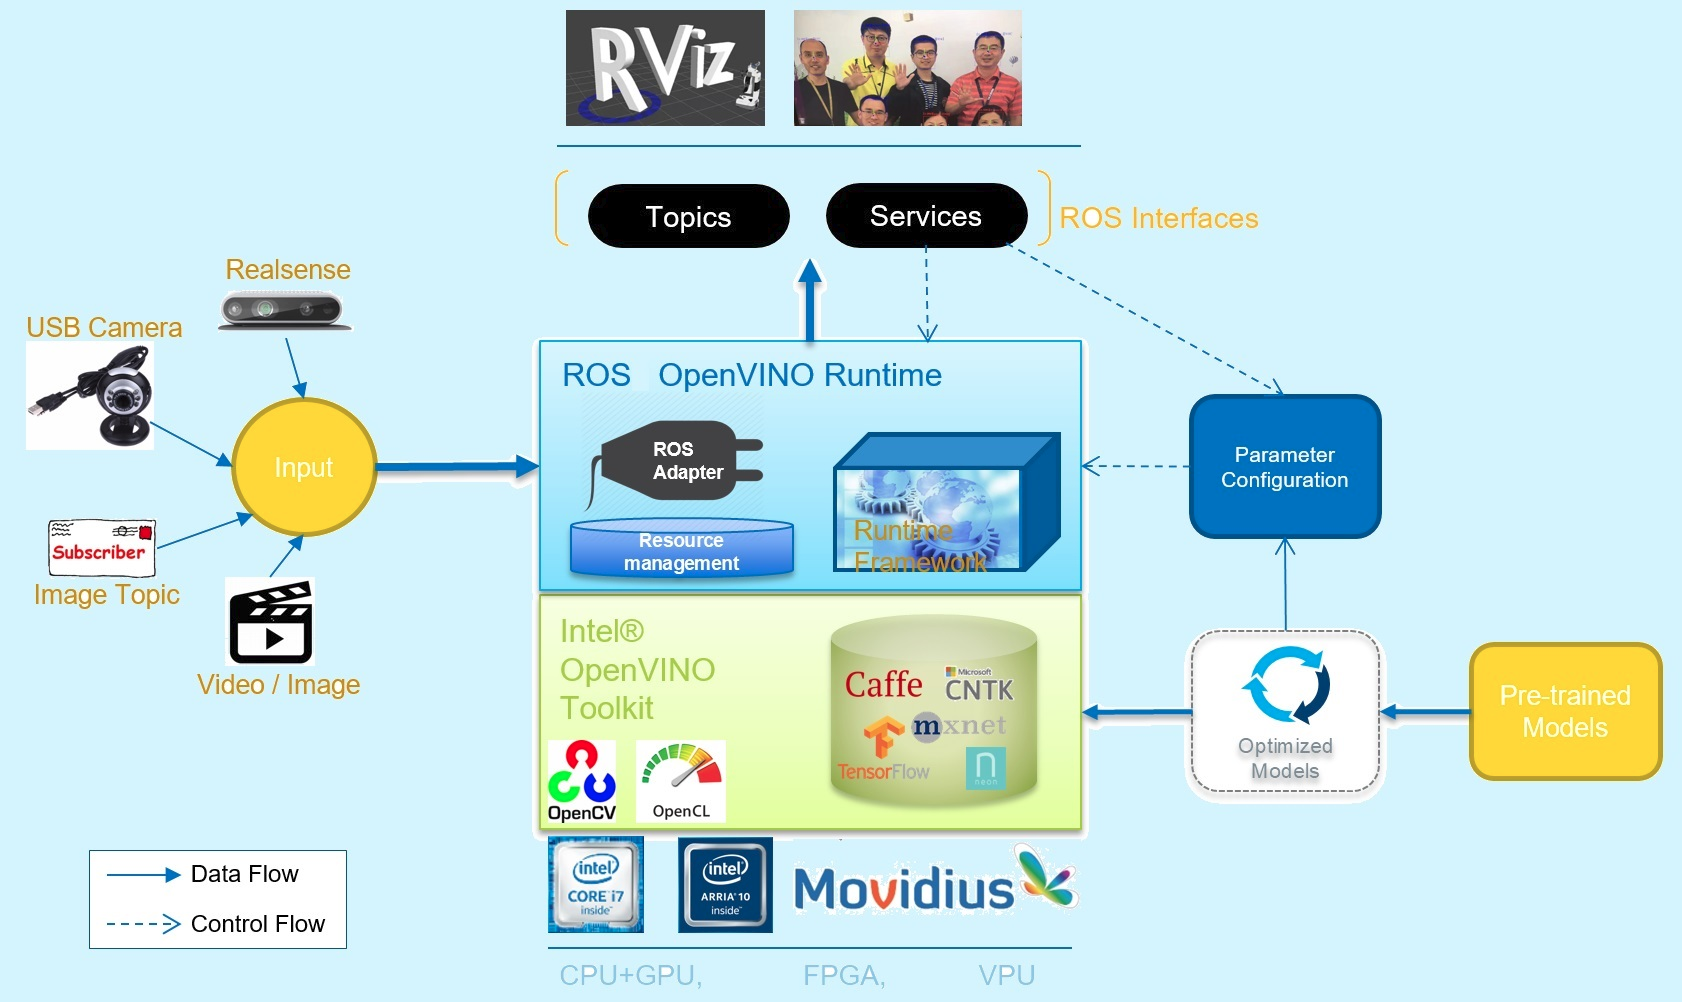 RViz
Topics
Services
ROS Interfaces
Realsense
USB Camera
Input
Subscriber
Image Topic
Video / Image
ROS OpenVINO Runtime
ROS
Adapter
Resource
management
Runtime
Framework
Parameter
Configuration
Intel®
OpenVINO
Toolkit
OpenCV
OpenCL
Caffe
Microsoft
CNTK
mxnet
TensorFlow
n
neon
Optimized
Models
Pre-trained
Models
Data Flow
Control Flow
intel
CORE i7
inside™
intel
ARRIA® 10
inside™
Movidius
CPU+GPU, FPGA, VPU